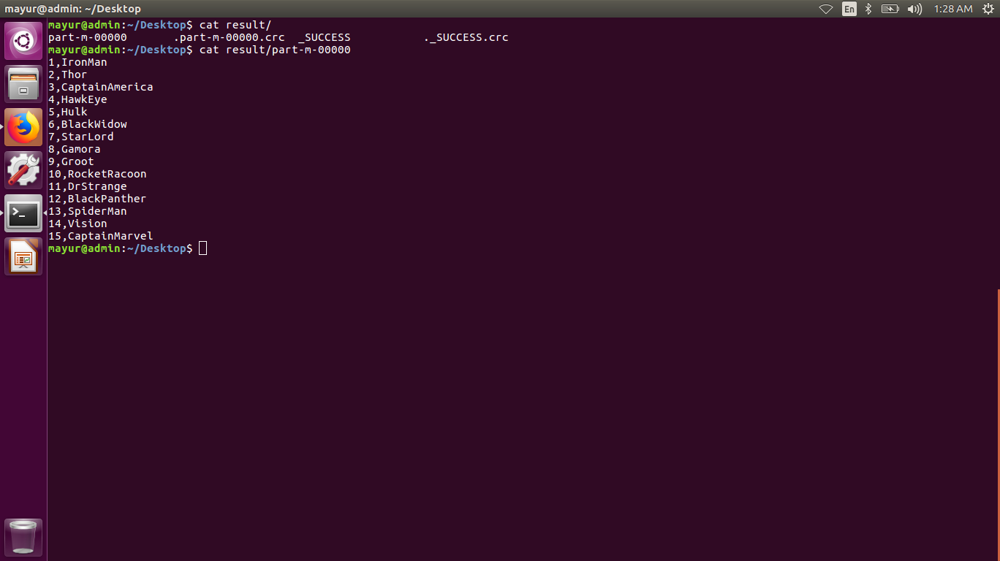 mayur@admin: ~/Desktop
En
1:28 AM
mayur@admin:~/Desktop$ cat result/
part-m-00000 .part-m-00000.crc _SUCCESS ._SUCCESS.crc
mayur@admin:~/Desktop$ cat result/part-m-00000
1,IronMan
2,Thor
3,CaptainAmerica
4,HawkEye
5,Hulk
6,BlackWidow
7,StarLord
8,Gamora
9,Groot
10,RocketRacoon
11,DrStrange
12,BlackPanther
13,SpiderMan
14,Vision
15,CaptainMarvel
mayur@admin:~/Desktop$